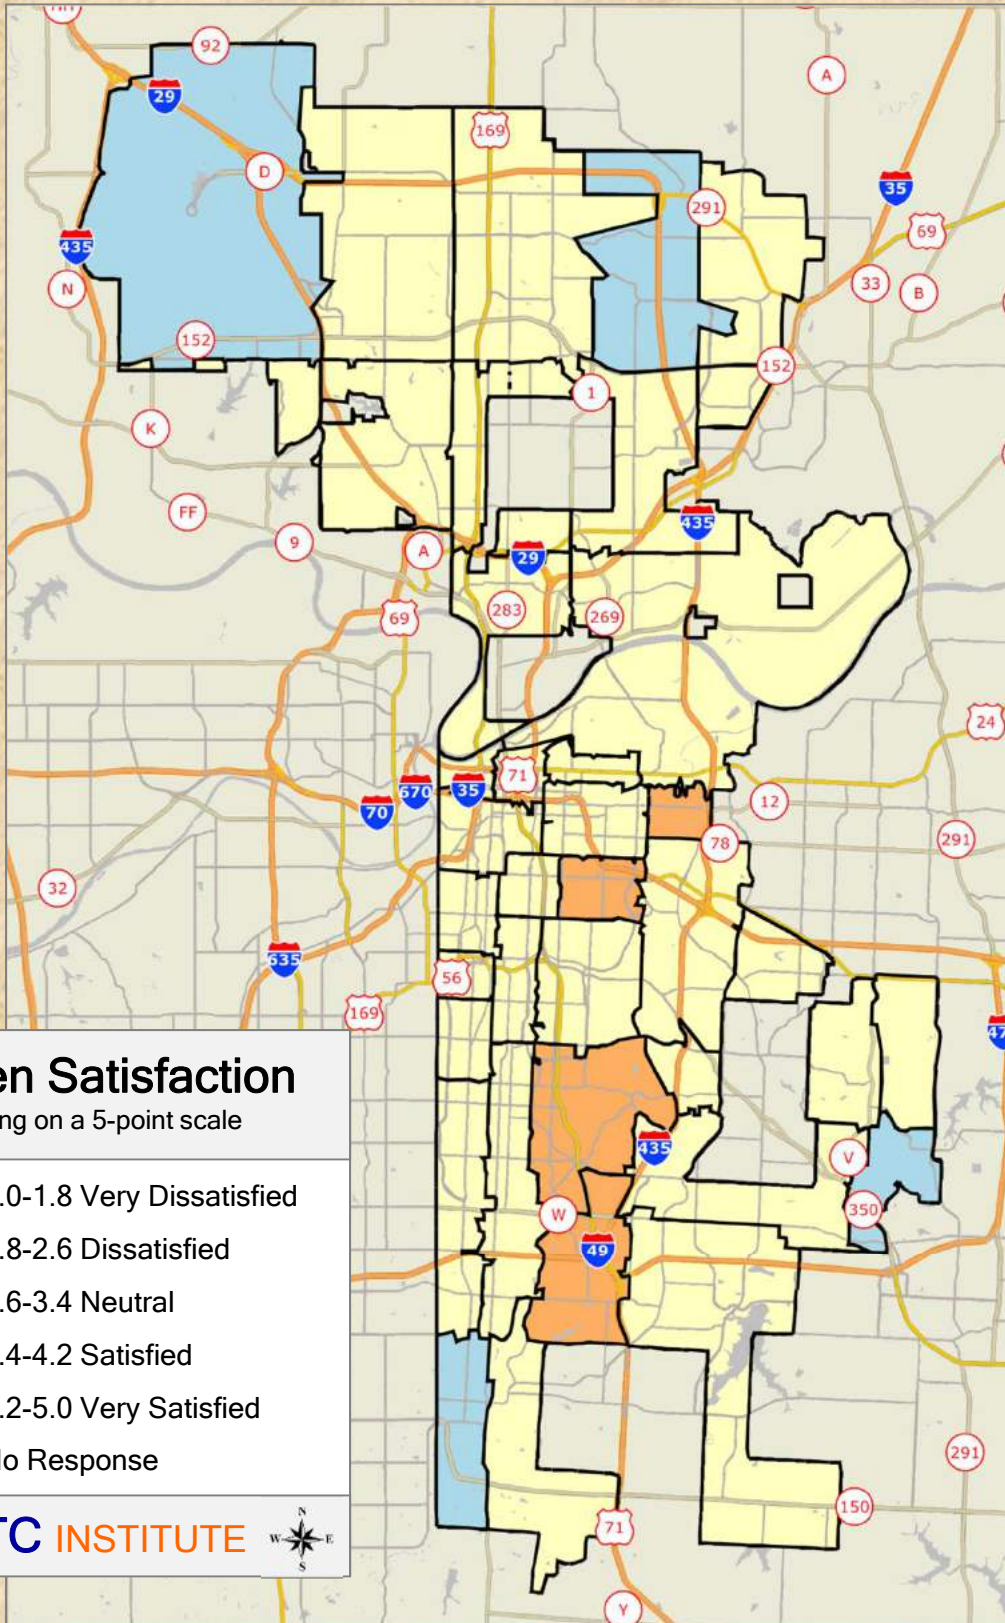 92
29
169
A
D
35
291
69
435
N
33
B
152
152
1
K
FF
435
9
A
29
283
269
69
24
71
670
35
70
12
78
291
32
635
56
169
en Satisfaction
ng on a 5-point scale
435
V
.0-1.8 Very Dissatisfied
350
W
.8-2.6 Dissatisfied
49
.6-3.4 Neutral
.4-4.2 Satisfied
.2-5.0 Very Satisfied
291
lo Response
150
TC INSTITUTE
N
W E
S
71
Y